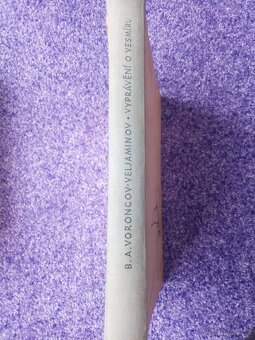 B. A. VORONCOV-VELJAMINOV • VYPRÁVĚNÍ O VESMÍRU